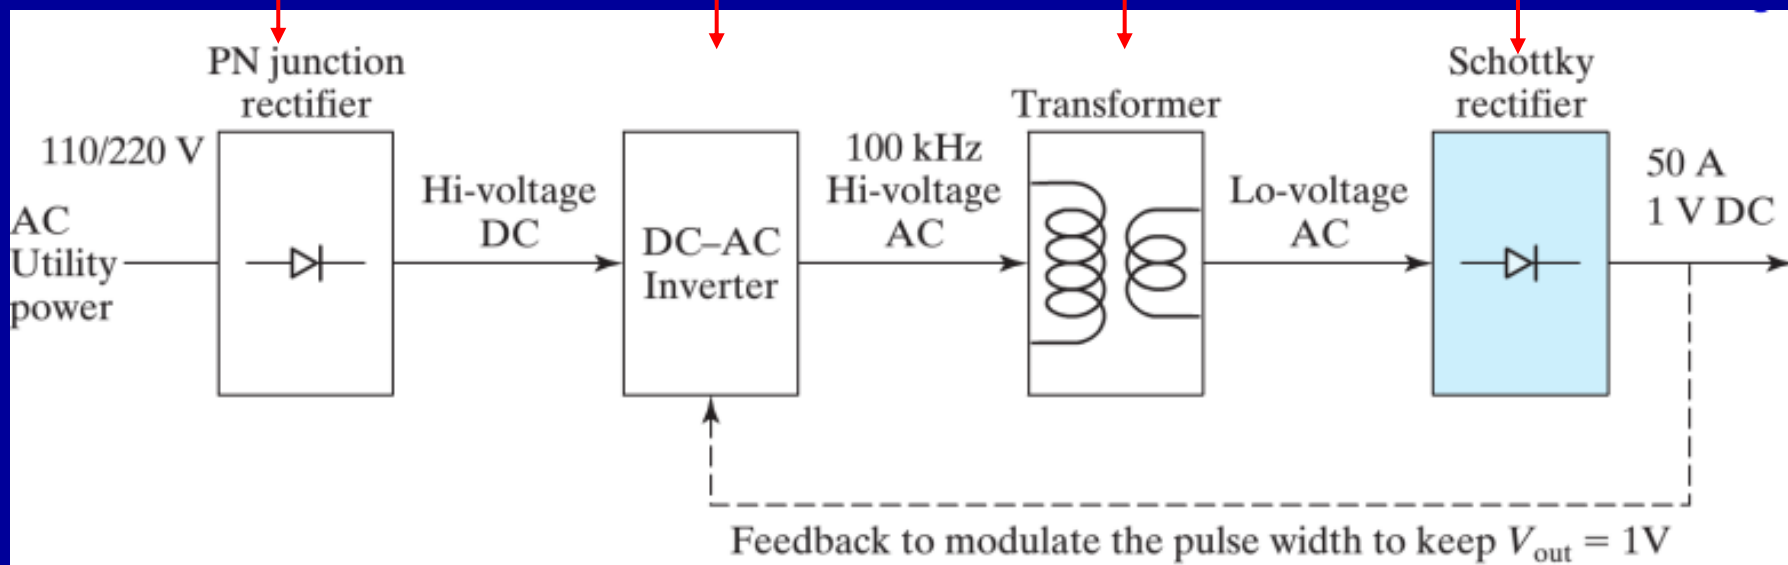 PN junction
rectifier
110/220 V
AC
Utility
power
Hi-voltage
DC
DC–AC
Inverter
100 kHz
Hi-voltage
AC
Transformer
Lo-voltage
AC
Schottky
rectifier
50 A
1 V DC
Feedback to modulate the pulse width to keep Vout = 1V